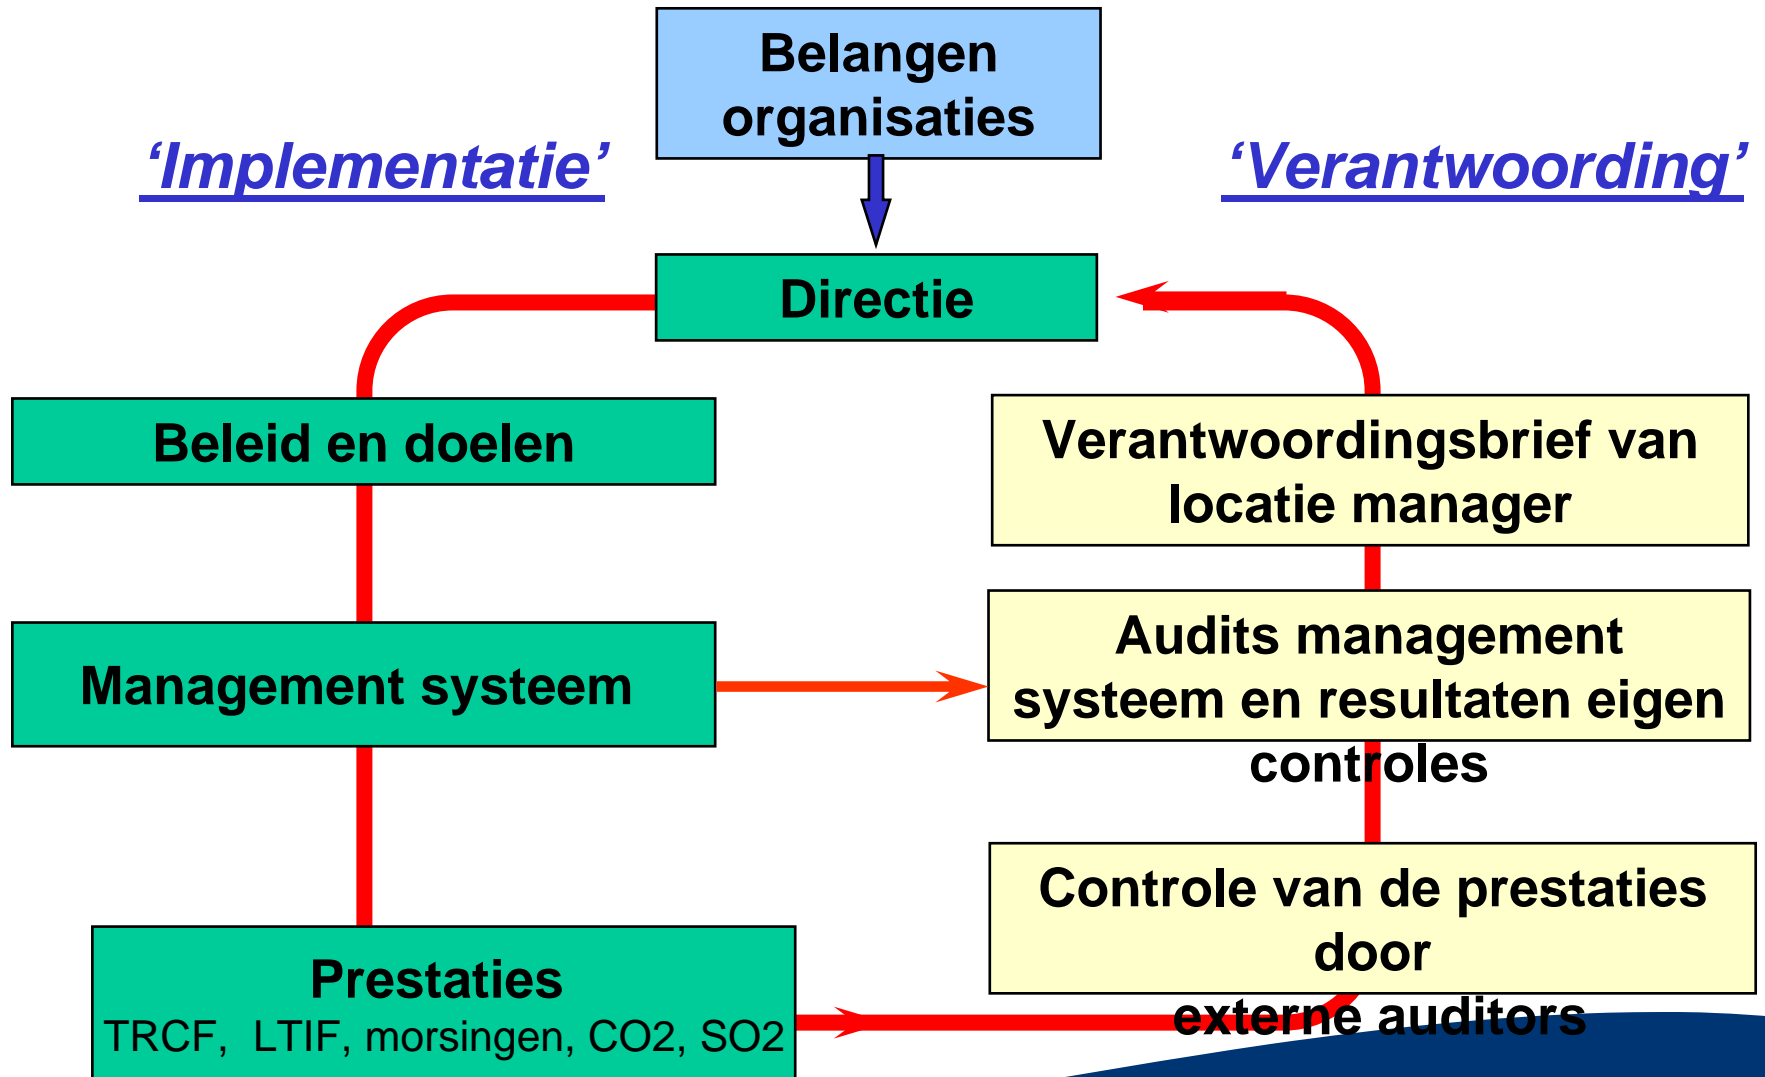 Belangen
organisaties
‘Implementatie’
‘Verantwoording’
Directie
Beleid en doelen
Verantwoordingsbrief van
locatie manager
Management systeem
Audits management
systeem en resultaten eigen
controles
Controle van de prestaties
door
externe auditors
Prestaties
TRCF, LTIF, morsingen, CO2, SO2